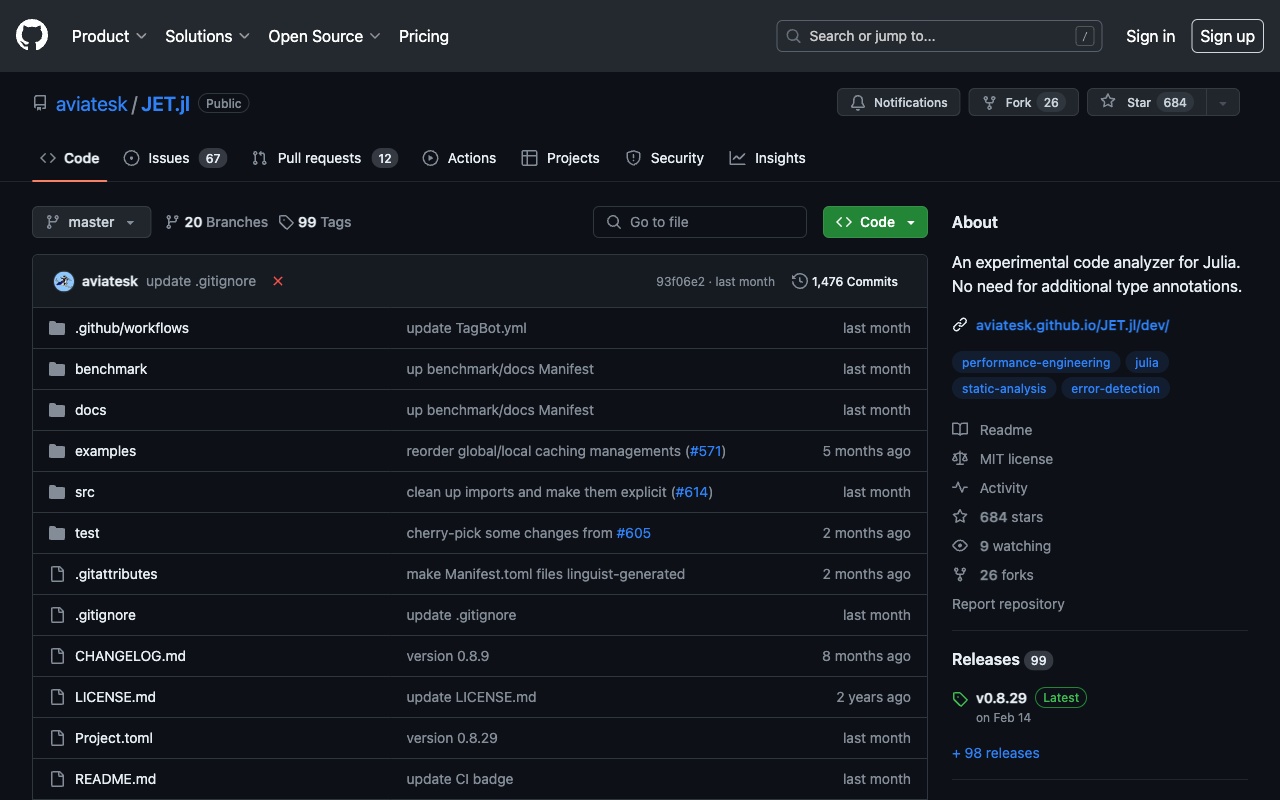 Product Solutions Open Source Pricing Search or jump to... / Sign in Sign up
aviatesk / JET.jl Public Notifications Fork 26 Star 684
Code Issues 67 Pull requests 12 Actions Projects Security Insights
master 20 Branches 99 Tags Go to file Code
aviatesk update .gitignore 93f06e2 · last month 1,476 Commits
.github/workflows update TagBot.yml last month
benchmark up benchmark/docs Manifest last month
docs up benchmark/docs Manifest last month
examples reorder global/local caching managements (#571) 5 months ago
src clean up imports and make them explicit (#614) last month
test cherry-pick some changes from #605 2 months ago
.gitattributes make Manifest.toml files linguist-generated 2 months ago
.gitignore update .gitignore last month
CHANGELOG.md version 0.8.9 8 months ago
LICENSE.md update LICENSE.md 2 years ago
Project.toml version 0.8.29 last month
README.md update CI badge last month
About
An experimental code analyzer for Julia.
No need for additional type annotations.
aviatesk.github.io/JET.jl/dev/
performance-engineering julia
static-analysis error-detection
Readme
MIT license
Activity
684 stars
9 watching
26 forks
Report repository
Releases 99
v0.8.29 Latest
on Feb 14
+ 98 releases